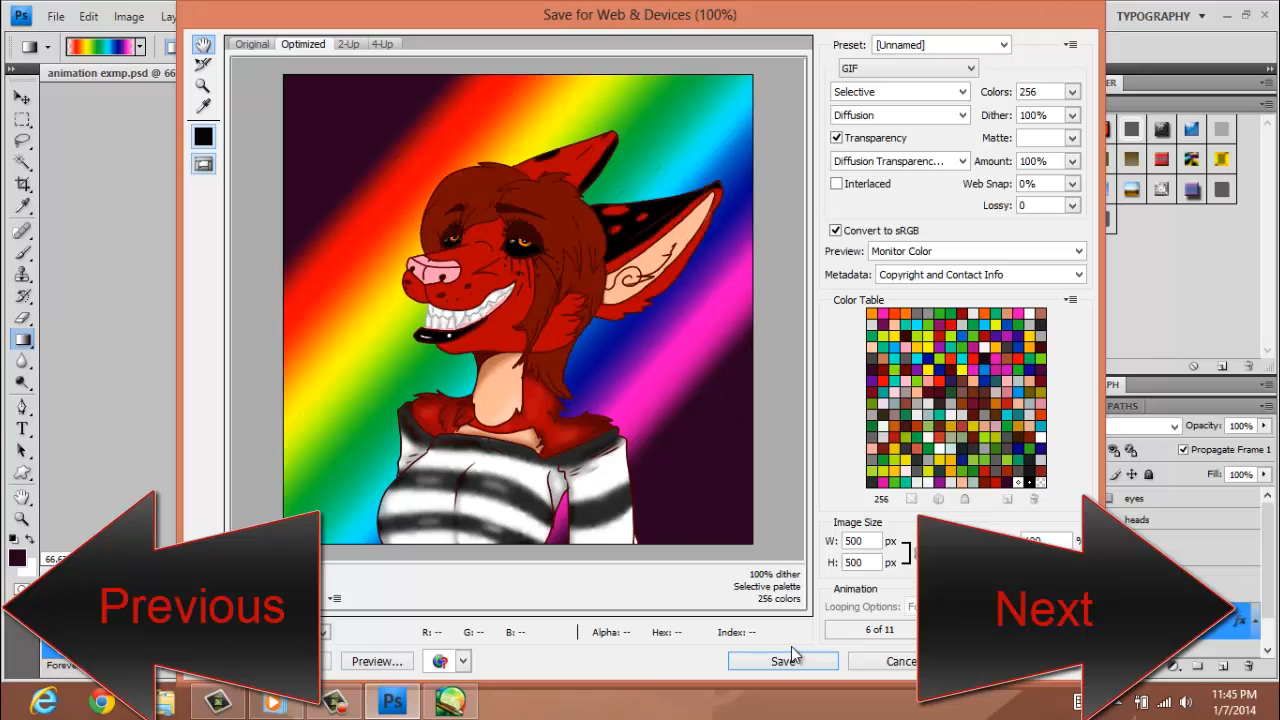 Save for Web & Devices (100%)
Ps File Edit Image
TYPOGRAPHY
animation exmp.psd @ 66
Original Optimized 2-Up 4-Up
Preset: [Unnamed]
GIF
Selective Colors: 256
Diffusion Dither: 100%
Transparency Matte:
Diffusion Transparenc... Amount: 100%
Interlaced Web Snap: 0%
Lossy: 0
Convert to sRGB
Preview: Monitor Color
Metadata: Copyright and Contact Info
Color Table
256
PATHS
Opacity: 100%
Propagate Frame 1
Fill: 100%
eyes
heads
Image Size
W: 500 px
H: 500 px
100% dither
Selective palette
256 colors
Animation
Looping Options:
6 of 11
Previous
Next
R: -- G: -- B: -- Alpha: -- Hex: -- Index: --
Preview... Save
fx
Ps
11:45 PM
1/7/2014